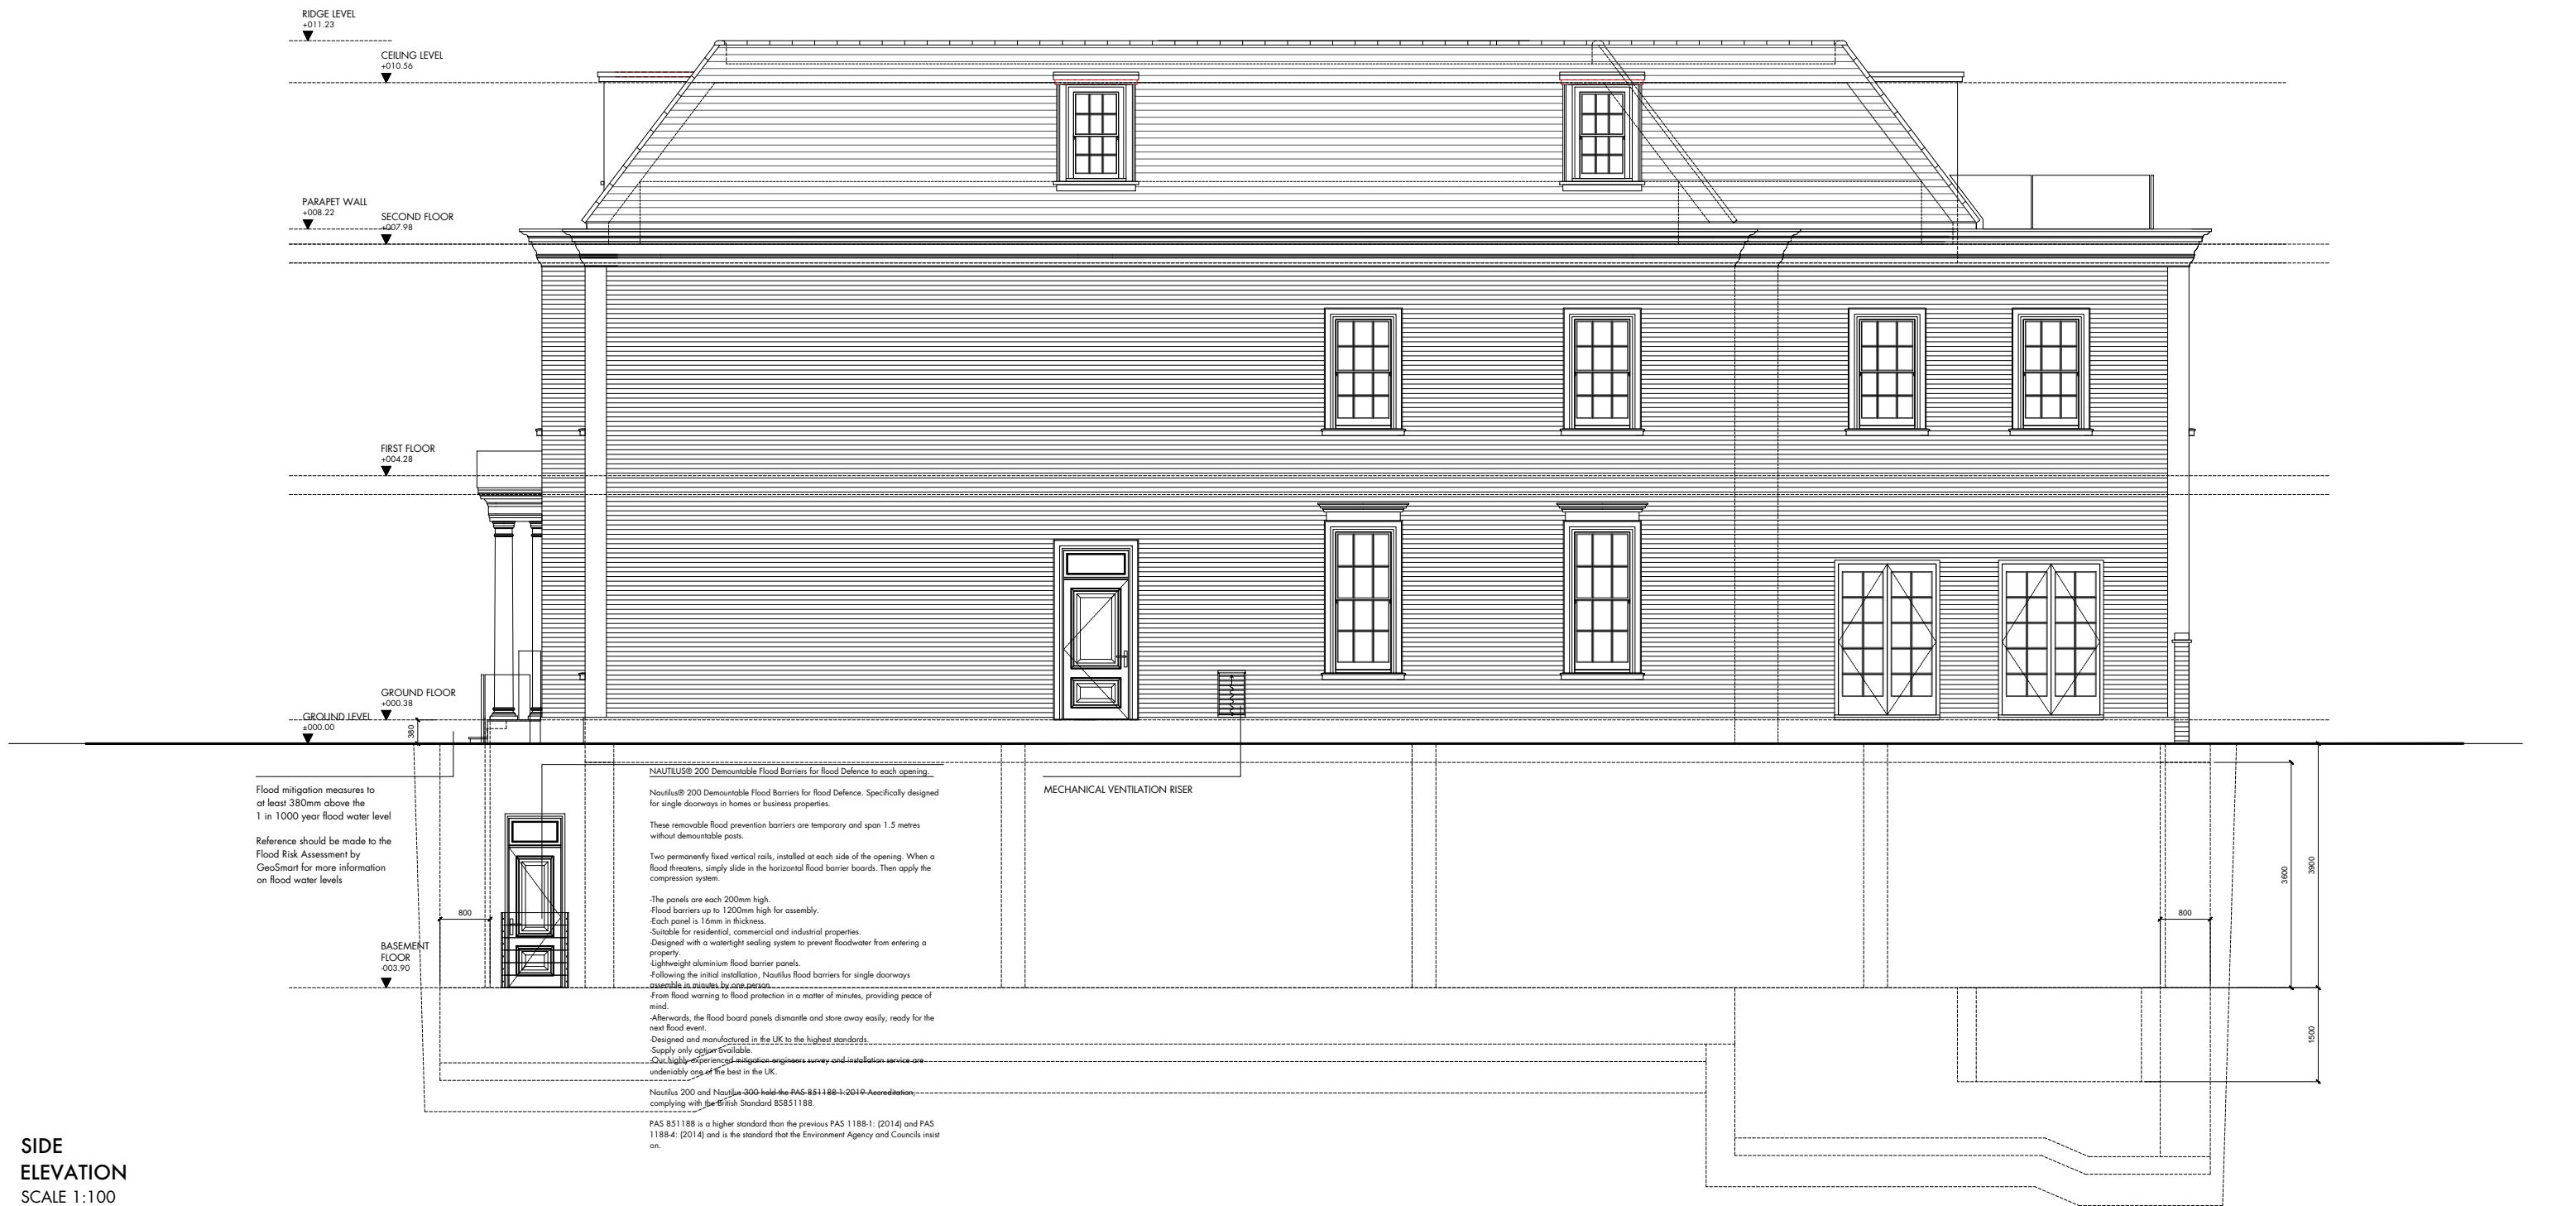 RIDGE LEVEL
+011.23
CEILING LEVEL
+010.56
PARAPET WALL
+008.22
SECOND FLOOR
+007.98
FIRST FLOOR
+004.28
GROUND FLOOR
+000.38
GROUND LEVEL
±000.00
380
Flood mitigation measures to
at least 380mm above the
1 in 1000 year flood water level
Reference should be made to the
Flood Risk Assessment by
GeoSmart for more information
on flood water levels
800
BASEMENT
FLOOR
-003.90
NAUTILUS® 200 Demountable Flood Barriers for flood Defence to each opening.
Nautilus® 200 Demountable Flood Barriers for flood Defence. Specifically designed
for single doorways in homes or business properties.
These removable flood prevention barriers are temporary and span 1.5 metres
without demountable posts.
Two permanently fixed vertical rails, installed at each side of the opening. When a
flood threatens, simply slide in the horizontal flood barrier boards. Then apply the
compression system.
-The panels are each 200mm high.
-Flood barriers up to 1200mm high for assembly.
-Each panel is 16mm in thickness.
-Suitable for residential, commercial and industrial properties.
-Designed with a watertight sealing system to prevent floodwater from entering a
property.
-Lightweight aluminium flood barrier panels.
-Following the initial installation, Nautilus flood barriers for single doorways
assemble in minutes by one person.
-From flood warning to flood protection in a matter of minutes, providing peace of
mind.
-Afterwards, the flood board panels dismantle and store away easily, ready for the
next flood event.
-Designed and manufactured in the UK to the highest standards.
-Supply only option available.
-Our highly experienced mitigation engineers survey and installation service are
undeniably one of the best in the UK.
Nautilus 200 and Nautilus 300 held the PAS 851188-1:2019 Accreditation,
complying with the British Standard BS851188.
PAS 851188 is a higher standard than the previous PAS 1188-1: (2014) and PAS
1188-4: (2014) and is the standard that the Environment Agency and Councils insist
on.
MECHANICAL VENTILATION RISER
800
3600
3900
1500
SIDE
ELEVATION
SCALE 1:100